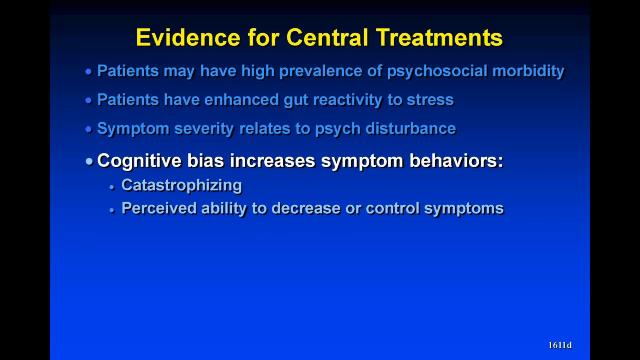 Evidence for Central Treatments
• Patients may have high prevalence of psychosocial morbidity
• Patients have enhanced gut reactivity to stress
• Symptom severity relates to psych disturbance
• Cognitive bias increases symptom behaviors:
• Catastrophizing
• Perceived ability to decrease or control symptoms
1611d